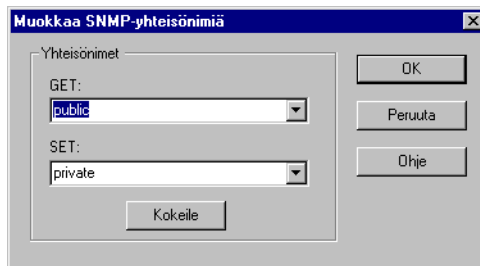 Muokkaa SNMP-yhteisönimiä
Yhteisönimet
GET:
public
SET:
private
Kokeile
OK
Peruuta
Ohje